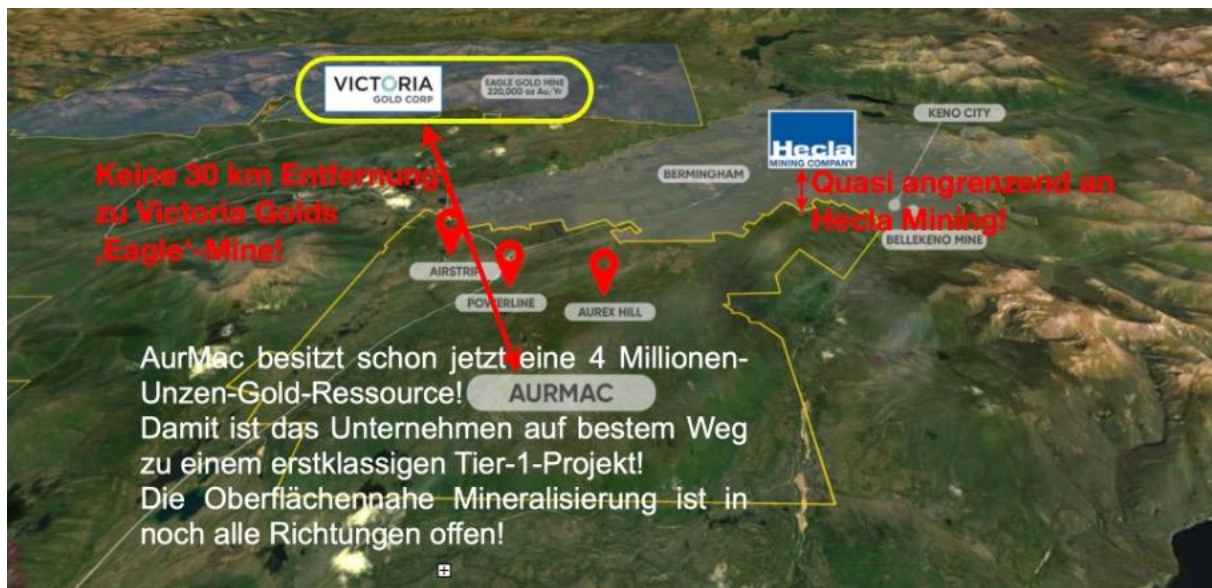 VICTORIA
GOLD CORP
EAGLE GOLD MINE
220,000 oz Au/Yr
KENO CITY
Hecla
MINING COMPANY
BERMINGHAM
Keine 30 km Entfernung
zu Victoria Golds
‚Eagle‘-Mine!
Quasi angrenzend an
Hecla Mining!
BELLEKENO MINE
AIRSTRIP
POWERLINE
AUREX HILL
AurMac besitzt schon jetzt eine 4 Millionen-
Unzen-Gold-Ressource!
AURMAC
Damit ist das Unternehmen auf bestem Weg
zu einem erstklassigen Tier-1-Projekt!
Die Oberflächennahe Mineralisierung ist in
noch alle Richtungen offen!